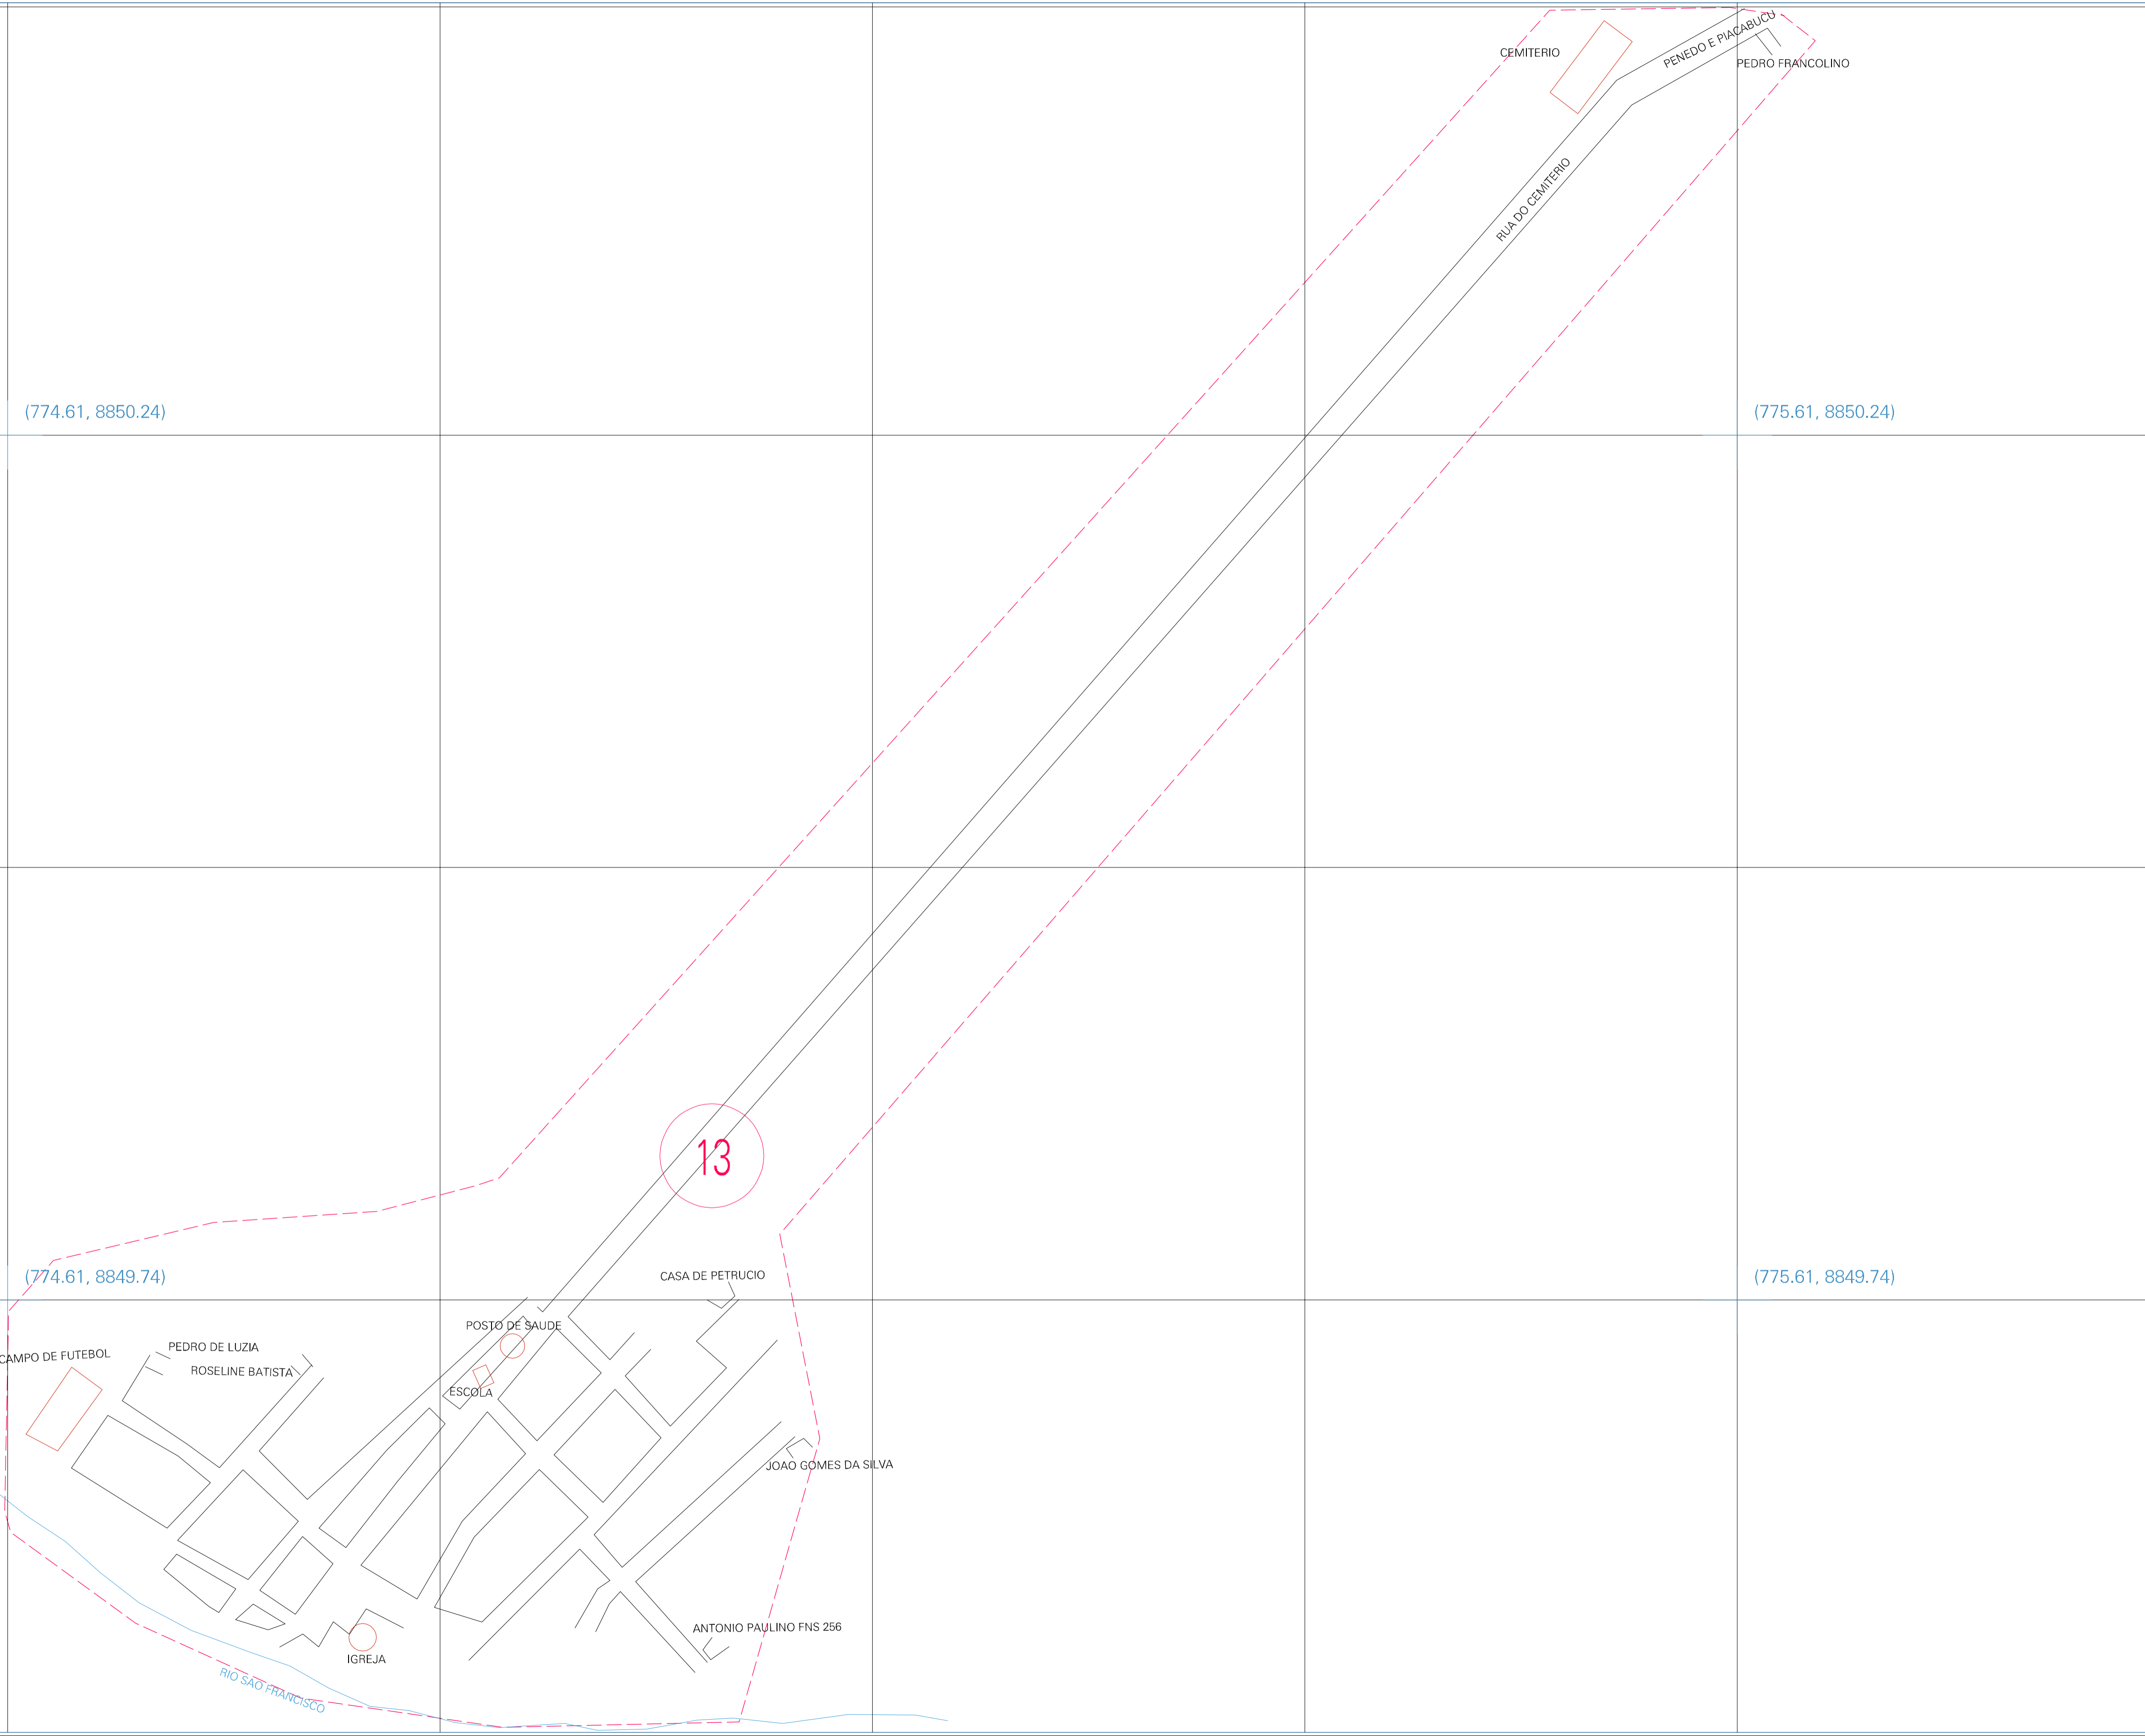 PENEDO E PIACABUCU
CEMITERIO
PEDRO FRANCOLINO
RUA DO CEMITERIO
(774.61, 8850.24)
(775.61, 8850.24)
13
(774.61, 8849.74)
(775.61, 8849.74)
CASA DE PETRUCIO
POSTO DE SAUDE
PEDRO DE LUZIA
CAMPO DE FUTEBOL
ROSELINE BATISTA
ESCOLA
JOAO GOMES DA SILVA
ANTONIO PAULINO FNS 256
IGREJA
RIO SAO FRANCISCO